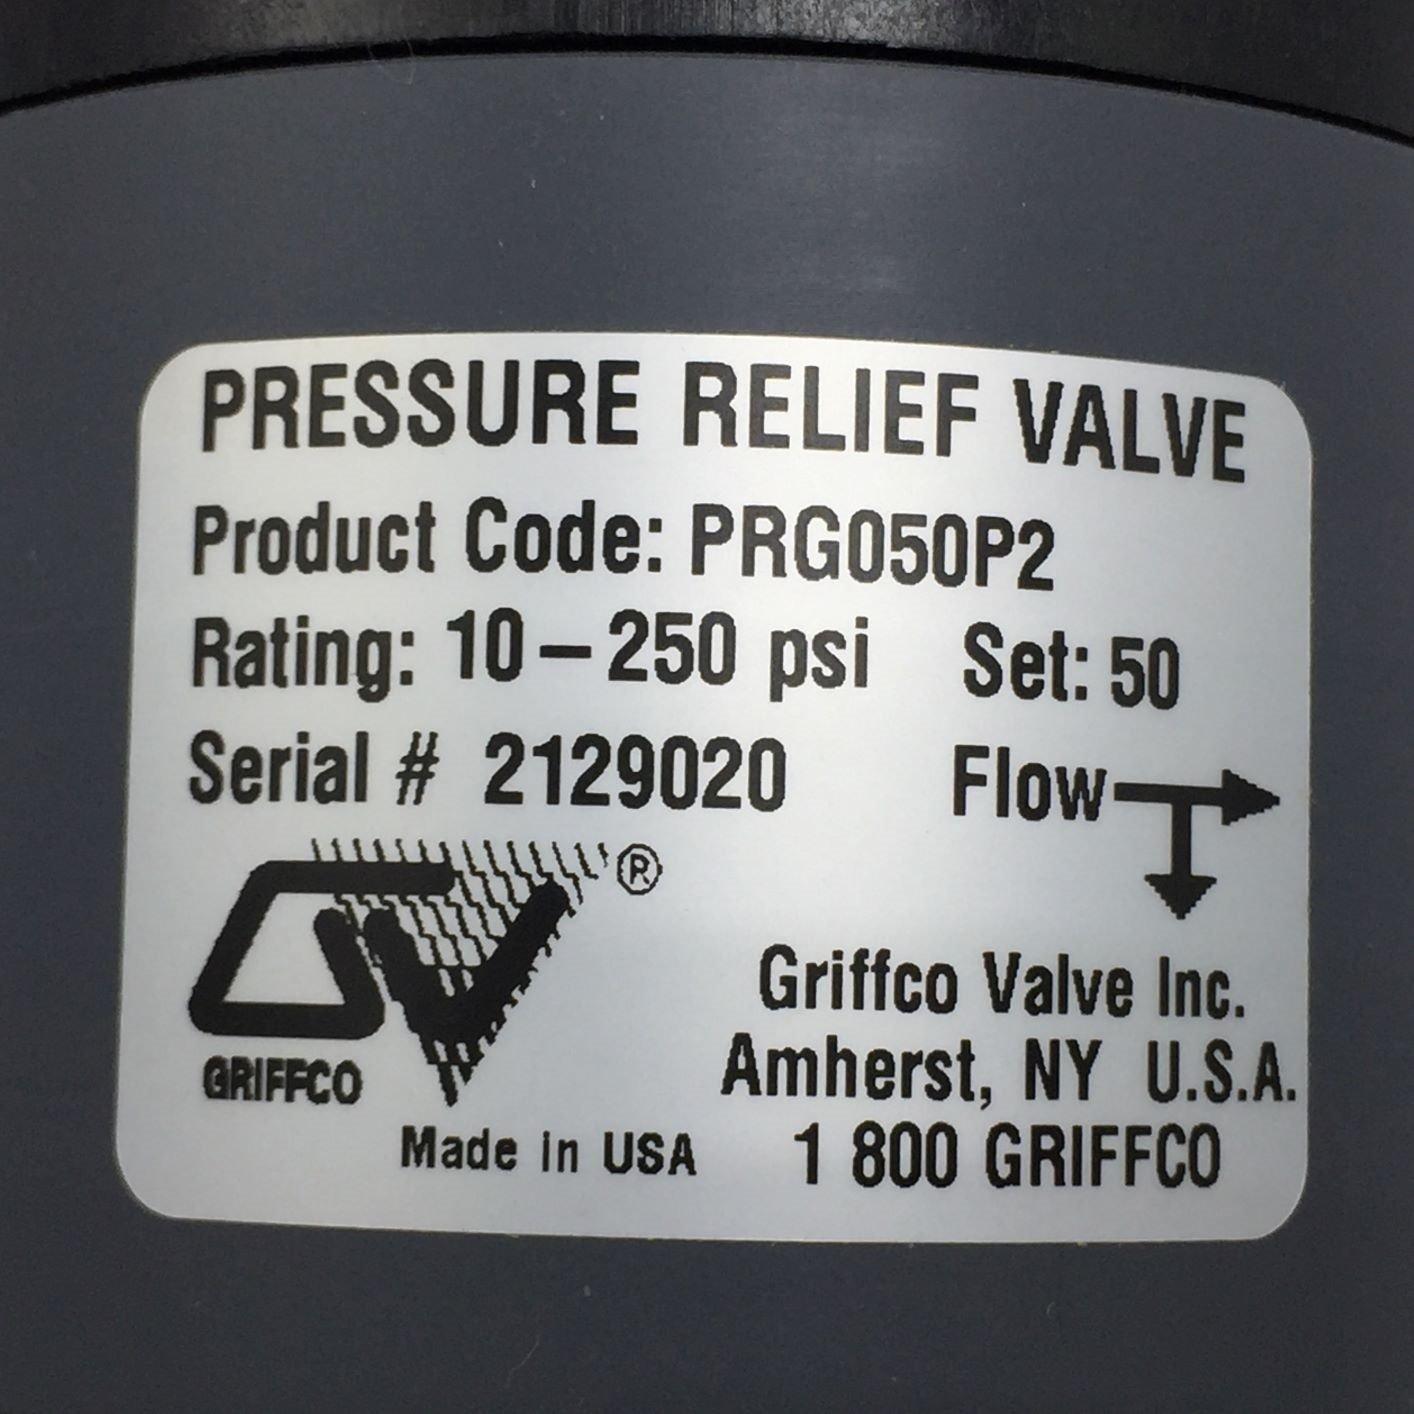 PRESSURE RELIEF VALVE
Product Code: PRG050P2
Rating: 10-250 psi Set: 50
Serial # 2129020 Flow
GV ®
GRIFFCO
Made in USA
Griffco Valve Inc.
Amherst, NY U.S.A.
1 800 GRIFFCO